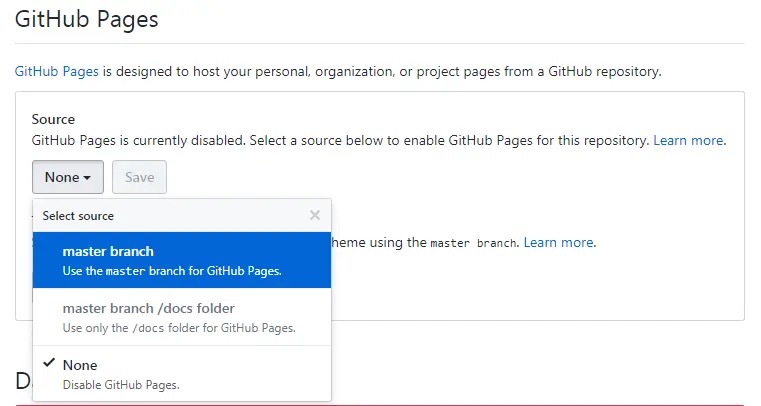 GitHub Pages
GitHub Pages is designed to host your personal, organization, or project pages from a GitHub repository.
Source
GitHub Pages is currently disabled. Select a source below to enable GitHub Pages for this repository. Learn more.
None Save
Select source
heme using the master branch. Learn more.
master branch
Use the master branch for GitHub Pages.
master branch /docs folder
Use only the /docs folder for GitHub Pages.
None
Disable GitHub Pages.
D